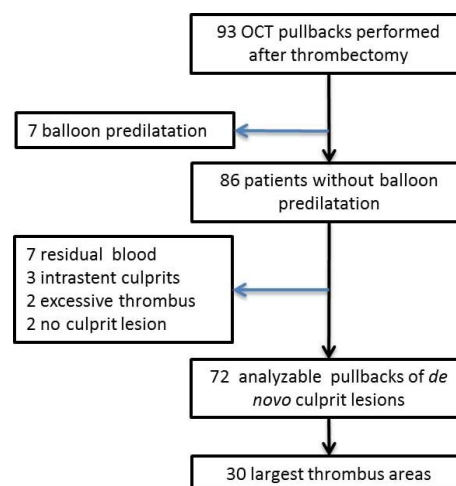 93 OCT pullbacks performed
after thrombectomy
7 balloon predilatation
86 patients without balloon
predilatation
7 residual blood
3 intrastent culprits
2 excessive thrombus
2 no culprit lesion
72 analyzable pullbacks of de
novo culprit lesions
30 largest thrombus areas